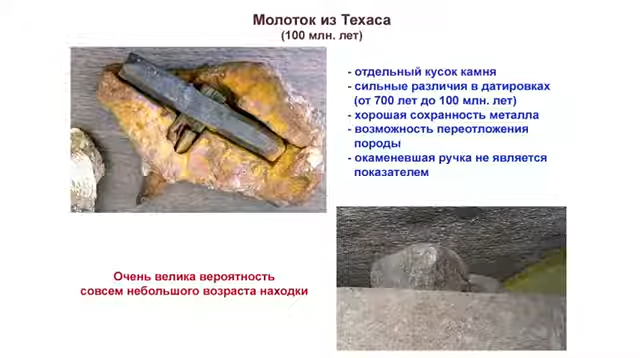 Молоток из Техаса
(100 млн. лет)
- отдельный кусок камня
- сильные различия в датировках
(от 700 лет до 100 млн. лет)
- хорошая сохранность металла
- возможность переотложения
породы
- окаменевшая ручка не является
показателем
Очень велика вероятность
совсем небольшого возраста находки